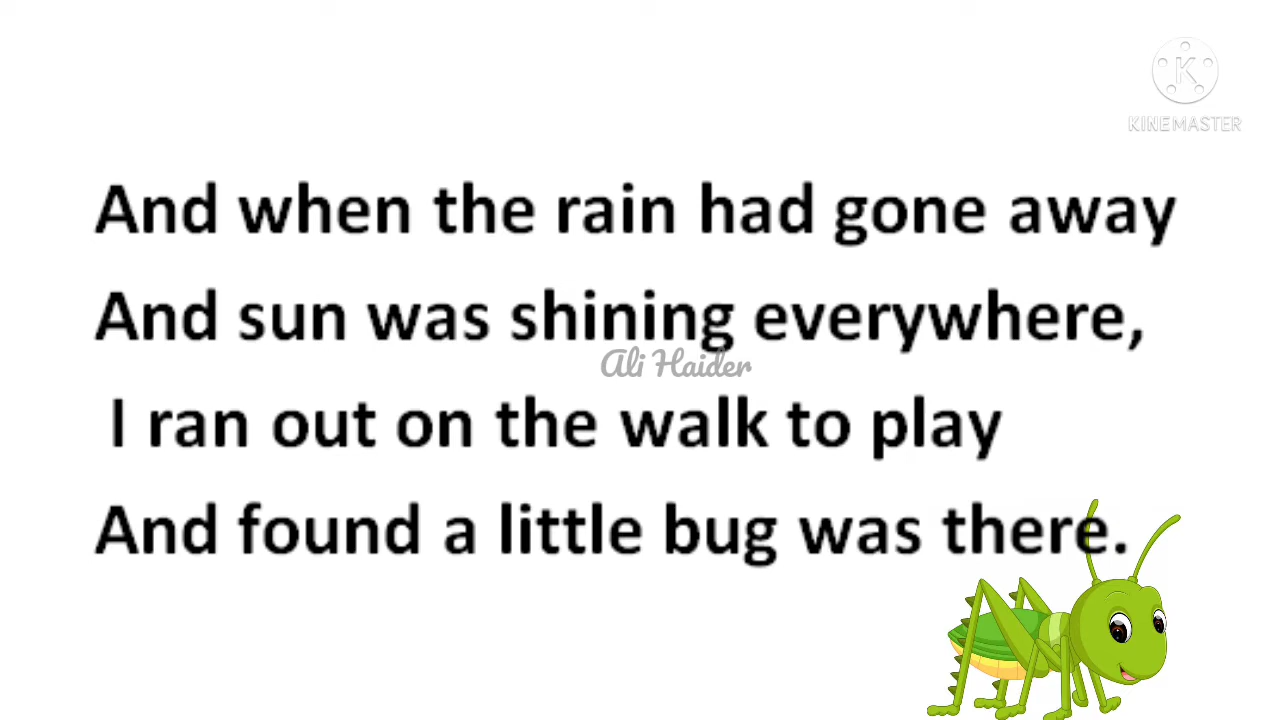 KINEMASTER
And when the rain had gone away
And sun was shining everywhere,
Ali Haider
I ran out on the walk to play
And found a little bug was there.